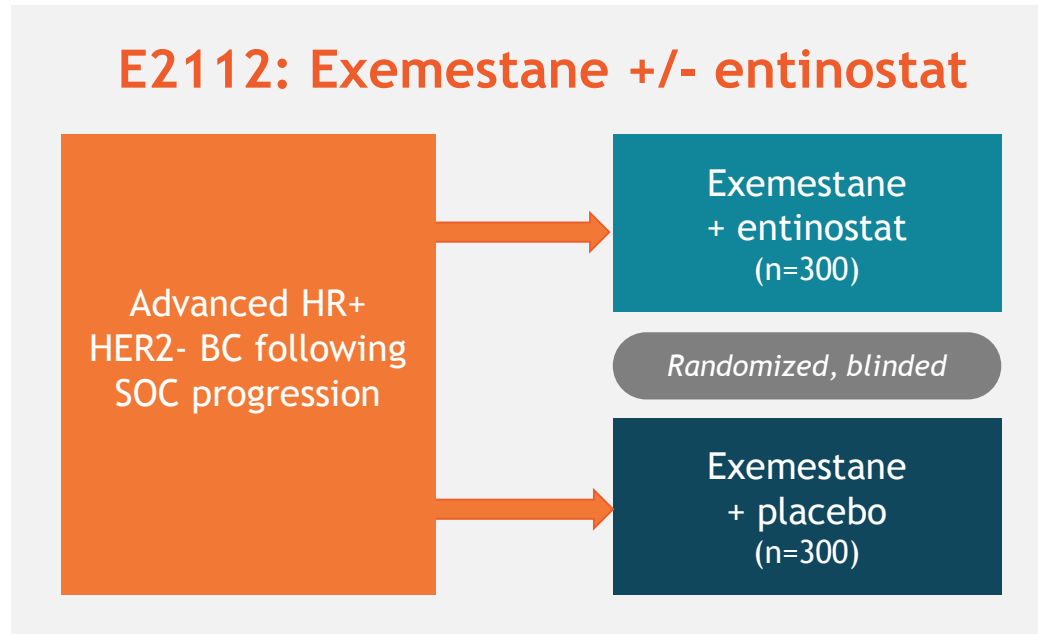 E2112: Exemestane +/- entinostat
Advanced HR+
HER2- BC following
SOC progression
Exemestane
+ entinostat
(n=300)
Randomized, blinded
Exemestane
+ placebo
(n=300)